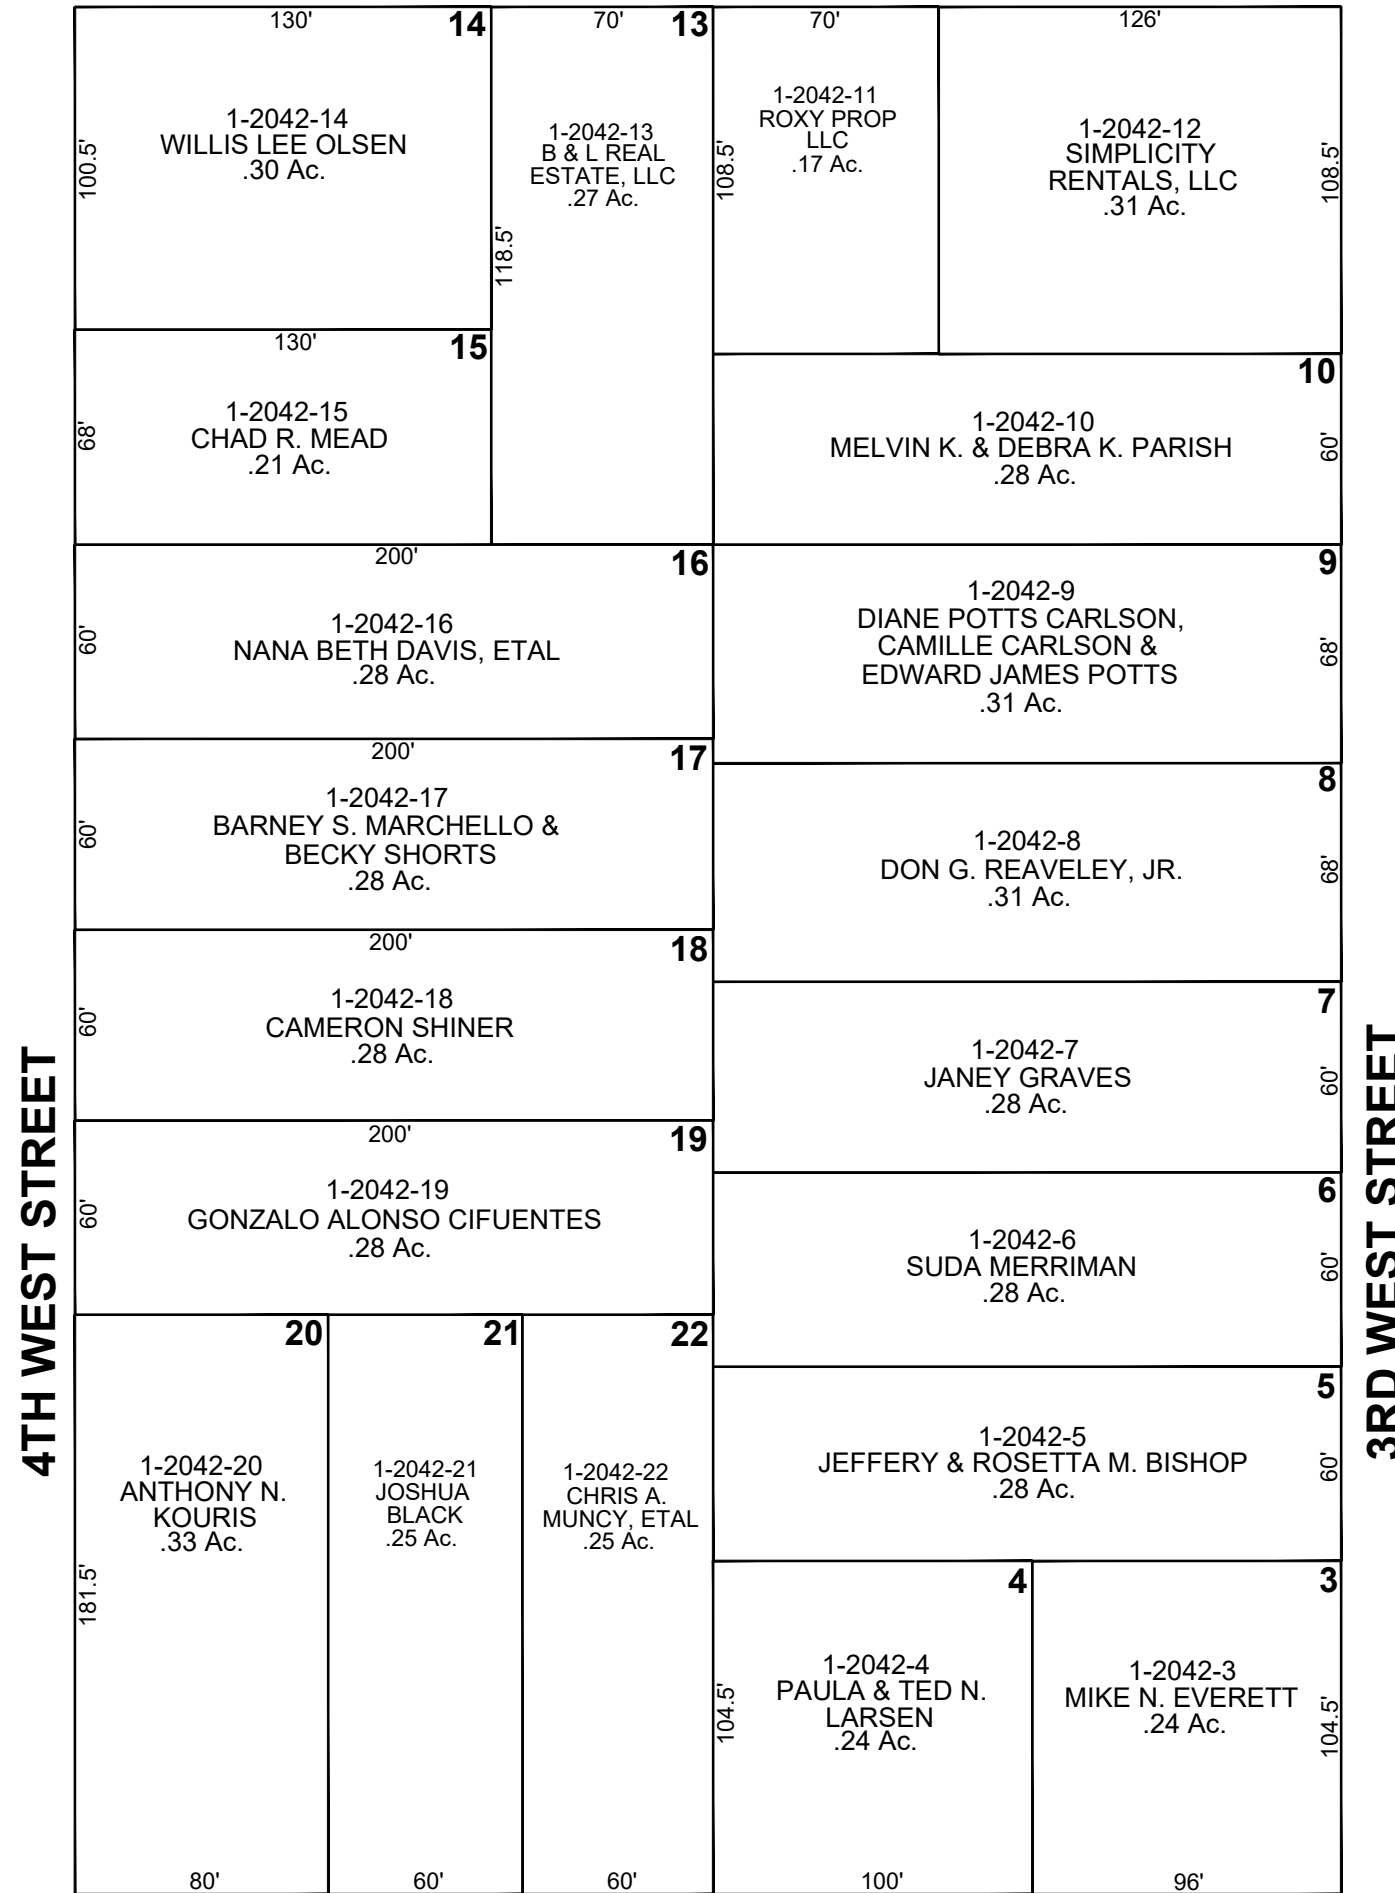 130'
14
100.5'
1-2042-14
WILLIS LEE OLSEN
.30 Ac.
70'
13
1-2042-13
B & L REAL
ESTATE, LLC
.27 Ac.
118.5'
70'
108.5'
1-2042-11
ROXY PROP
LLC
.17 Ac.
126'
1-2042-12
SIMPLICITY
RENTALS, LLC
.31 Ac.
108.5'
130'
15
68'
1-2042-15
CHAD R. MEAD
.21 Ac.
10
1-2042-10
MELVIN K. & DEBRA K. PARISH
.28 Ac.
60'
200'
16
60'
1-2042-16
NANA BETH DAVIS, ETAL
.28 Ac.
9
1-2042-9
DIANE POTTS CARLSON,
CAMILLE CARLSON &
EDWARD JAMES POTTS
.31 Ac.
68'
200'
17
60'
1-2042-17
BARNEY S. MARCHELLO &
BECKY SHORTS
.28 Ac.
8
1-2042-8
DON G. REAVELEY, JR.
.31 Ac.
68'
200'
18
60'
1-2042-18
CAMERON SHINER
.28 Ac.
7
1-2042-7
JANEY GRAVES
.28 Ac.
60'
4TH WEST STREET
3RD WEST STREET
200'
19
60'
1-2042-19
GONZALO ALONSO CIFUENTES
.28 Ac.
6
1-2042-6
SUDA MERRIMAN
.28 Ac.
60'
20
1-2042-20
ANTHONY N.
KOURIS
.33 Ac.
181.5'
80'
21
1-2042-21
JOSHUA
BLACK
.25 Ac.
60'
22
1-2042-22
CHRIS A.
MUNCY, ETAL
.25 Ac.
60'
5
1-2042-5
JEFFERY & ROSETTA M. BISHOP
.28 Ac.
60'
4
104.5'
1-2042-4
PAULA & TED N.
LARSEN
.24 Ac.
100'
3
1-2042-3
MIKE N. EVERETT
.24 Ac.
104.5'
96'